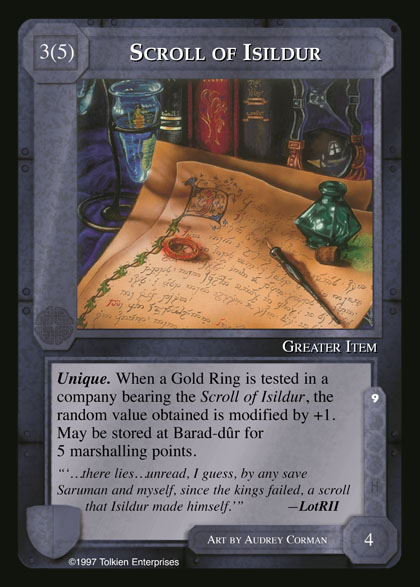 3(5)
SCROLL OF ISILDUR
GREATER ITEM
Unique. When a Gold Ring is tested in a
company bearing the Scroll of Isildur, the
random value obtained is modified by +1.
May be stored at Barad-dûr for
5 marshalling points.
“‘...there lies...unread, I guess, by any save
Saruman and myself, since the kings failed, a scroll
that Isildur made himself.’” —LotRII
9
H
ART BY AUDREY CORMAN
4
©1997 Tolkien Enterprises